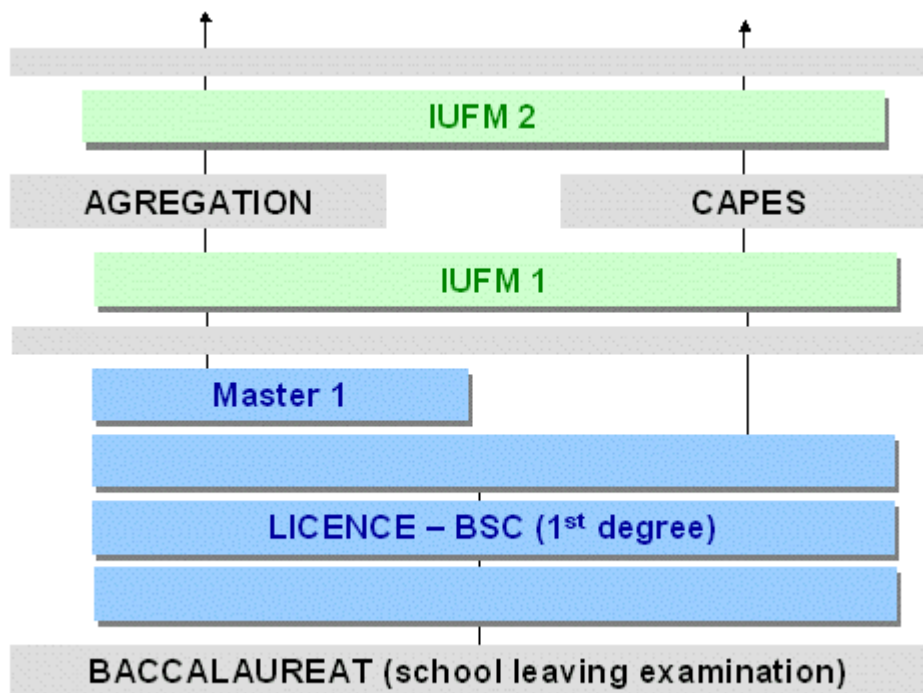 IUFM 2
AGREGATION
CAPES
IUFM 1
Master 1
LICENCE – BSC (1st degree)
BACCALAUREAT (school leaving examination)